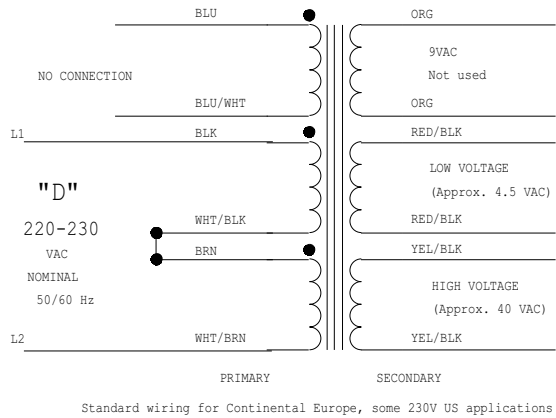 BLU
ORG
9VAC
Not used
NO CONNECTION
BLU/WHT
ORG
L1
BLK
RED/BLK
LOW VOLTAGE
(Approx. 4.5 VAC)
"D"
220-230
VAC
NOMINAL
50/60 Hz
WHT/BLK
RED/BLK
BRN
YEL/BLK
HIGH VOLTAGE
(Approx. 40 VAC)
L2
WHT/BRN
YEL/BLK
PRIMARY
SECONDARY
Standard wiring for Continental Europe, some 230V US applications